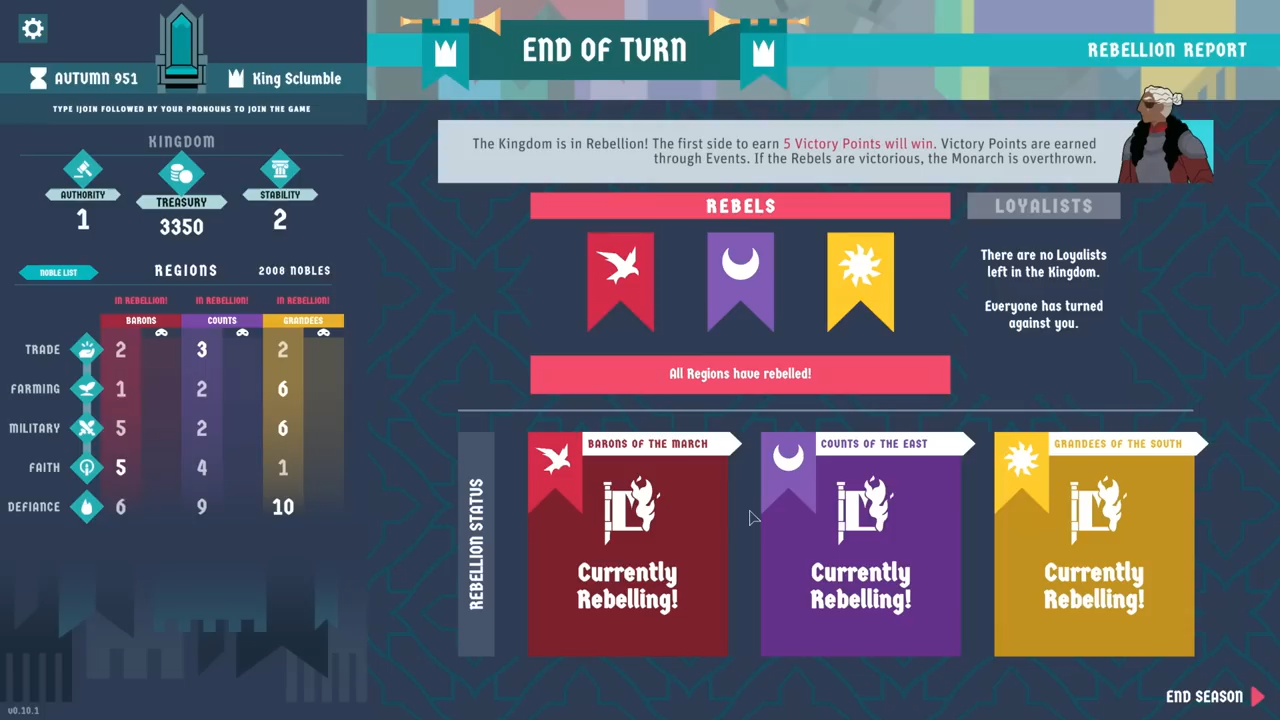 AUTUMN 951
King Sclumble
TYPE !JOIN FOLLOWED BY YOUR PRONOUNS TO JOIN THE GAME
KINGDOM
AUTHORITY
TREASURY
STABILITY
1
3350
2
NOBLE LIST
REGIONS
2008 NOBLES
IN REBELLION!
IN REBELLION!
IN REBELLION!
BARONS
COUNTS
GRANDEES
TRADE 2 3 2
FARMING 1 2 6
MILITARY 5 2 6
FAITH 5 4 1
DEFIANCE 6 9 10
v0.10.1
END OF TURN
REBELLION REPORT
The Kingdom is in Rebellion! The first side to earn 5 Victory Points will win. Victory Points are earned
through Events. If the Rebels are victorious, the Monarch is overthrown.
REBELS
LOYALISTS
There are no Loyalists
left in the Kingdom.
Everyone has turned
against you.
All Regions have rebelled!
REBELLION STATUS
BARONS OF THE MARCH
Currently
Rebelling!
COUNTS OF THE EAST
Currently
Rebelling!
GRANDEES OF THE SOUTH
Currently
Rebelling!
END SEASON